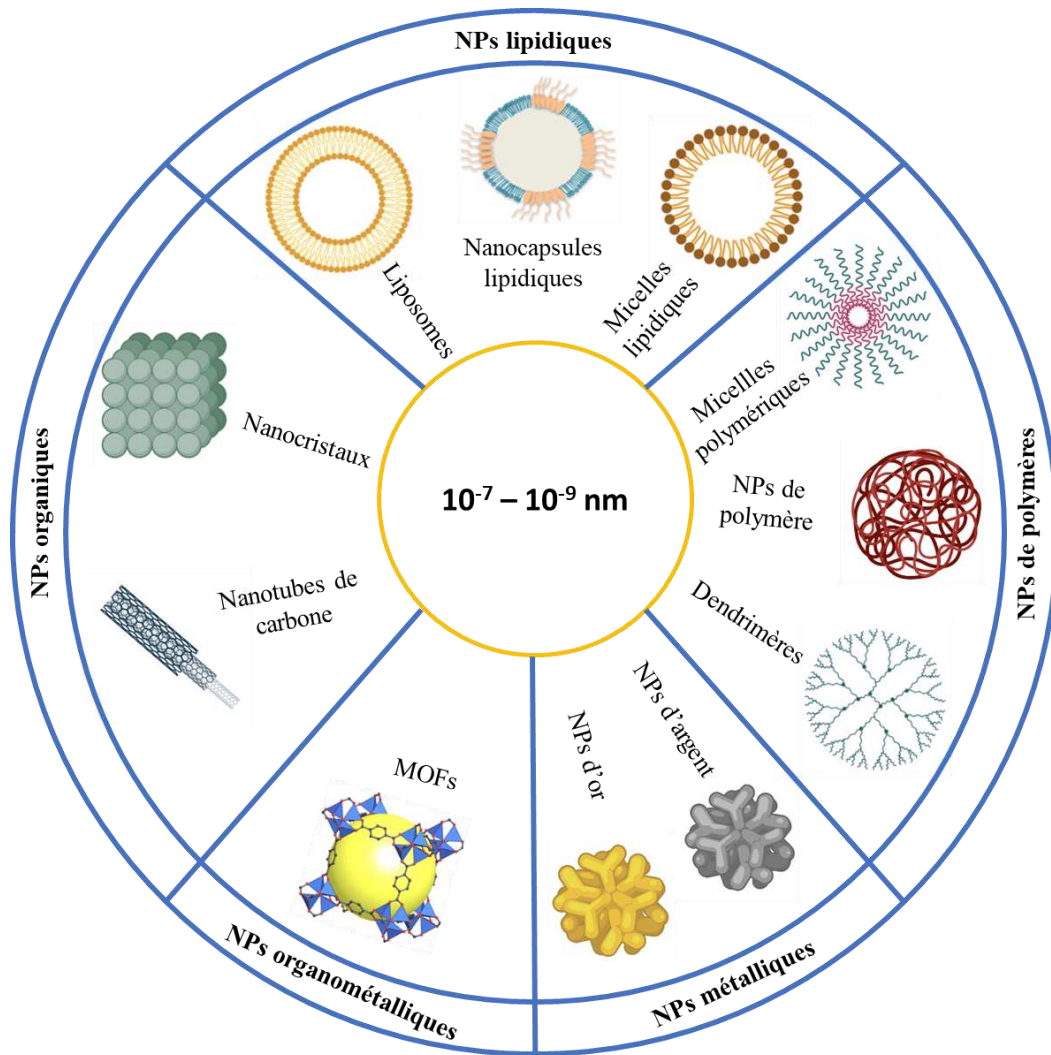 NPs lipidiques
Liposomes
Nanocapsules
lipidiques
Micelles
lipidiques
Micellles
polymériques
NPs de
polymère
Dendrimères
NPs de polymères
NPs d'argent
NPs d'or
NPs métalliques
MOFs
NPs organométalliques
Nanotubes de
carbone
Nanocristaux
NPs organiques
10⁻⁷ – 10⁻⁹ nm